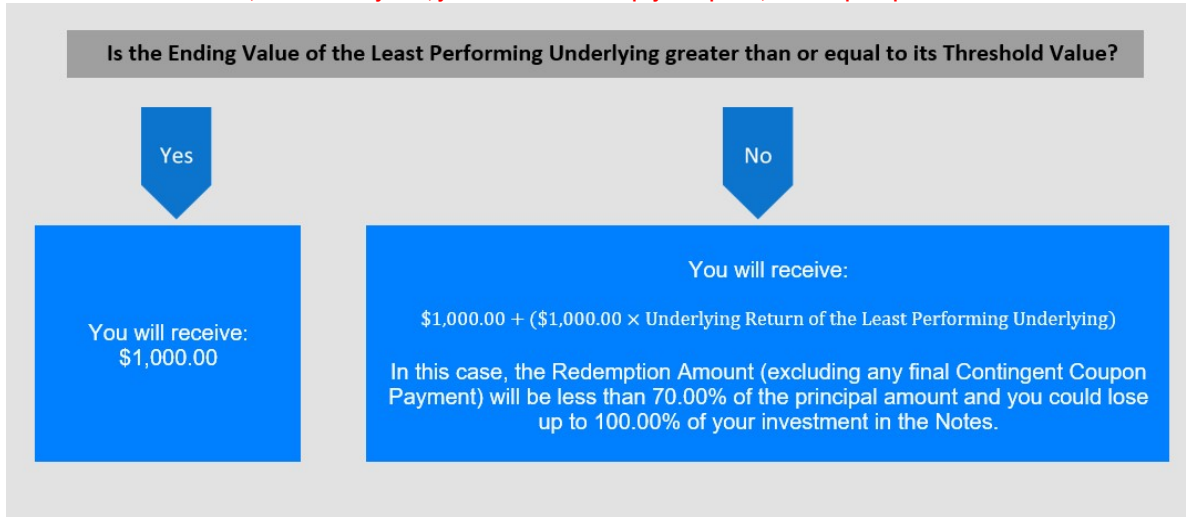 Is the Ending Value of the Least Performing Underlying greater than or equal to its Threshold Value?
Yes
No
You will receive:
$1,000.00
You will receive:
$1,000.00 + ($1,000.00 × Underlying Return of the Least Performing Underlying)
In this case, the Redemption Amount (excluding any final Contingent Coupon
Payment) will be less than 70.00% of the principal amount and you could lose
up to 100.00% of your investment in the Notes.